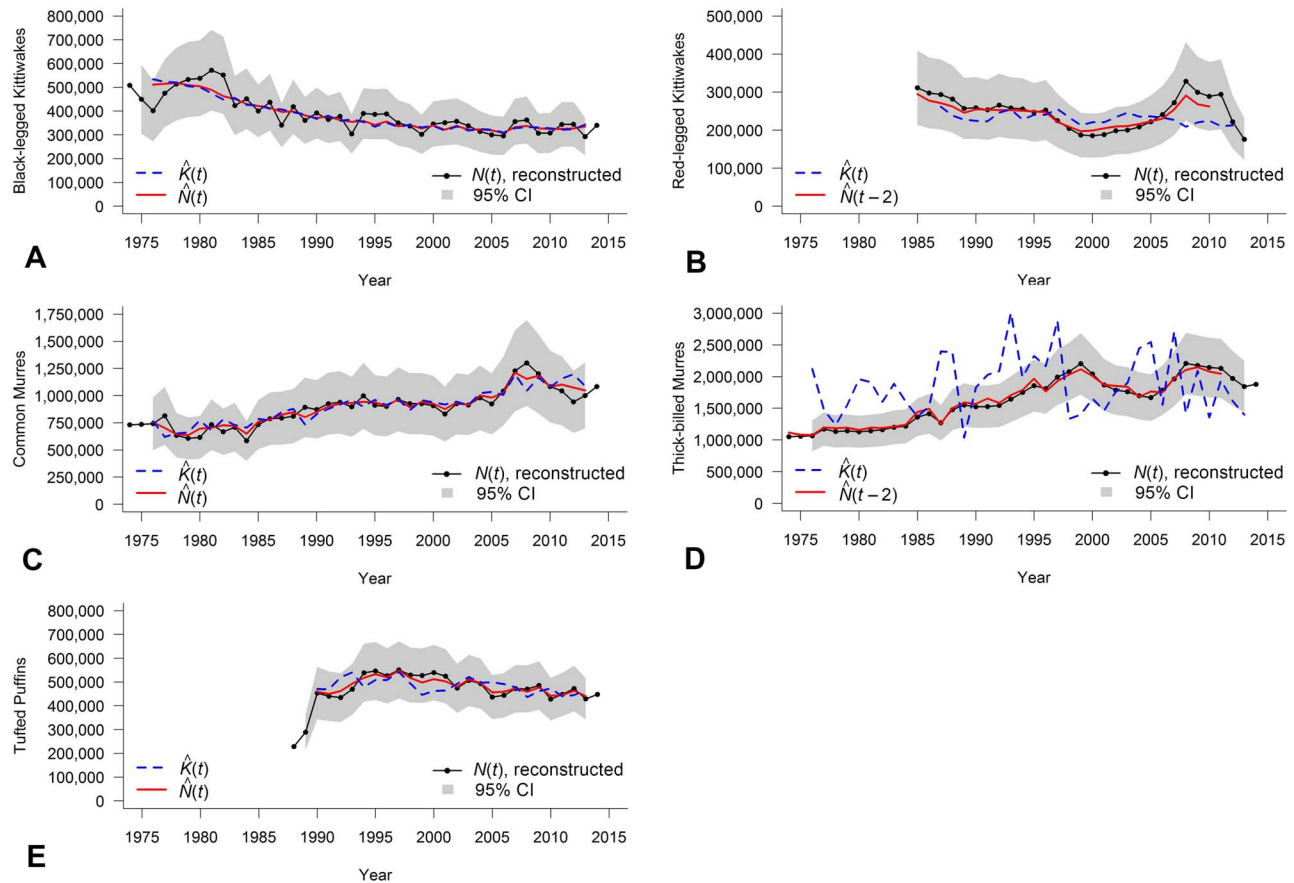 Black-legged Kittiwakes
800,000
700,000
600,000
500,000
400,000
300,000
200,000
100,000
0
K̂(t)
N̂(t)
N(t), reconstructed
95% CI
1975 1980 1985 1990 1995 2000 2005 2010 2015
A
Year
Red-legged Kittiwakes
500,000
400,000
300,000
200,000
100,000
0
K̂(t)
N̂(t − 2)
N(t), reconstructed
95% CI
1975 1980 1985 1990 1995 2000 2005 2010 2015
B
Year
Common Murres
1,750,000
1,500,000
1,250,000
1,000,000
750,000
500,000
250,000
0
K̂(t)
N̂(t)
N(t), reconstructed
95% CI
1975 1980 1985 1990 1995 2000 2005 2010 2015
C
Year
Thick-billed Murres
3,000,000
2,500,000
2,000,000
1,500,000
1,000,000
500,000
0
K̂(t)
N̂(t − 2)
N(t), reconstructed
95% CI
1975 1980 1985 1990 1995 2000 2005 2010 2015
D
Year
Tufted Puffins
800,000
700,000
600,000
500,000
400,000
300,000
200,000
100,000
0
K̂(t)
N̂(t)
N(t), reconstructed
95% CI
1975 1980 1985 1990 1995 2000 2005 2010 2015
E
Year